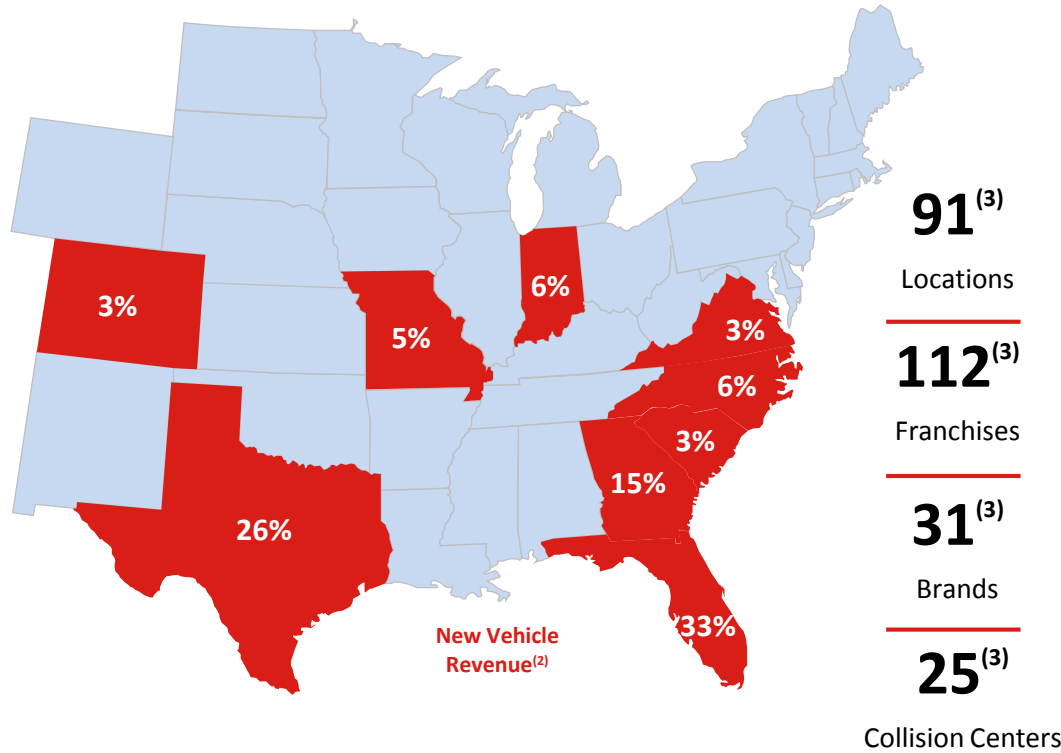 3%
5%
6%
3%
6%
3%
15%
26%
33%
New Vehicle
Revenue(2)
91(3)
Locations
112(3)
Franchises
31(3)
Brands
25(3)
Collision Centers